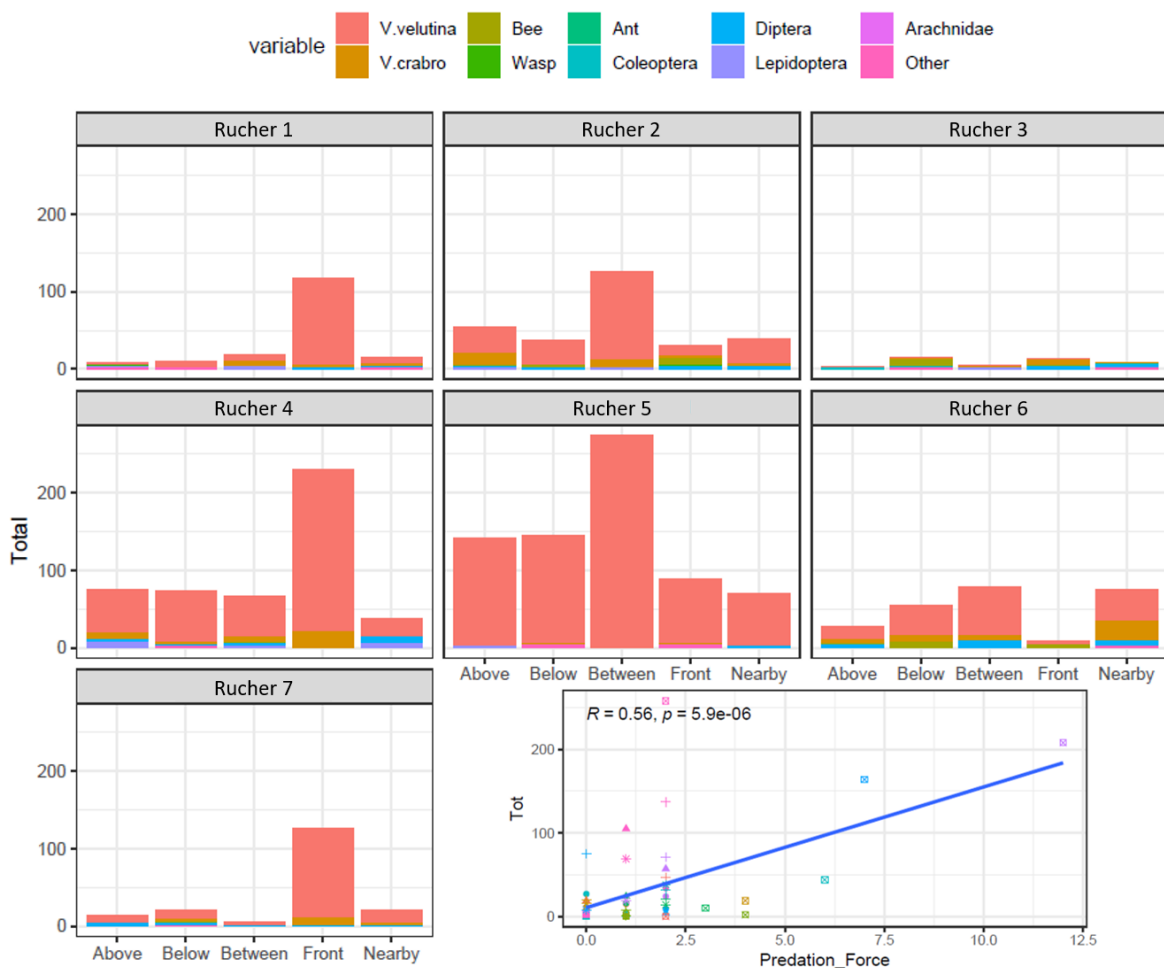 variable V.velutina Bee Ant Diptera Arachnidae
V.crabro Wasp Coleoptera Lepidoptera Other
Rucher 1 Rucher 2 Rucher 3
200
100
0
Rucher 4 Rucher 5 Rucher 6
200
100
0
Total
Above Below Between Front Nearby Above Below Between Front Nearby
Rucher 7
200
100
0
Above Below Between Front Nearby
R = 0.56, p = 5.9e-06
200
100
0
Tot
0.0 2.5 5.0 7.5 10.0 12.5
Predation_Force